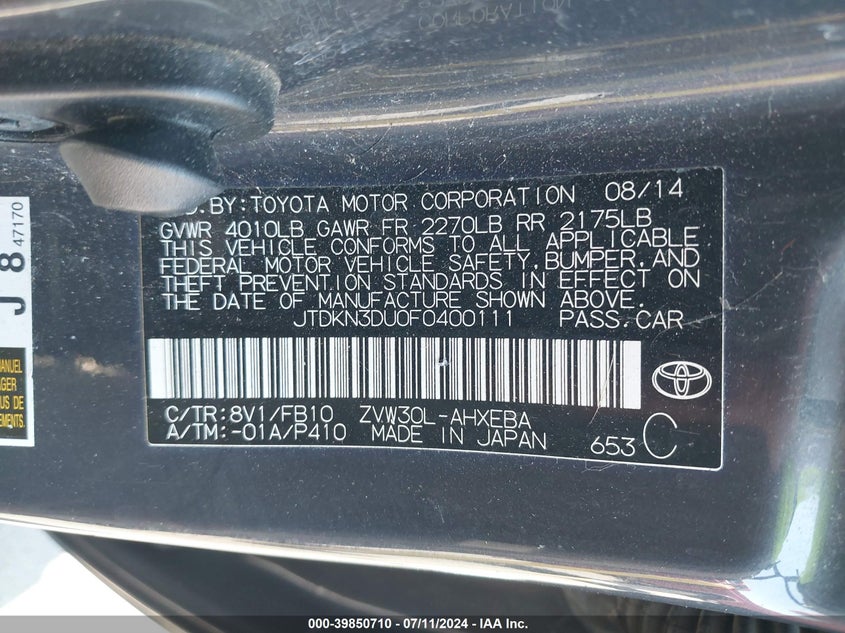 BY: TOYOTA MOTOR CORPORATION 08/14
GVWR 4010LB GAWR FR 2270LB RR 2175LB
THIS VEHICLE CONFORMS TO ALL APPLICABLE
FEDERAL MOTOR VEHICLE SAFETY, BUMPER, AND
THEFT PREVENTION STANDARDS IN EFFECT ON
THE DATE OF MANUFACTURE SHOWN ABOVE.
JTDKN3DU0F0400111 PASS.CAR
C/TR:8V1/FB10 ZVW30L-AHXEBA
A/TM:-01A/P410 MADE IN JAPAN 653 C
J 8 47170
000-39850710 - 07/11/2024 - IAA Inc.